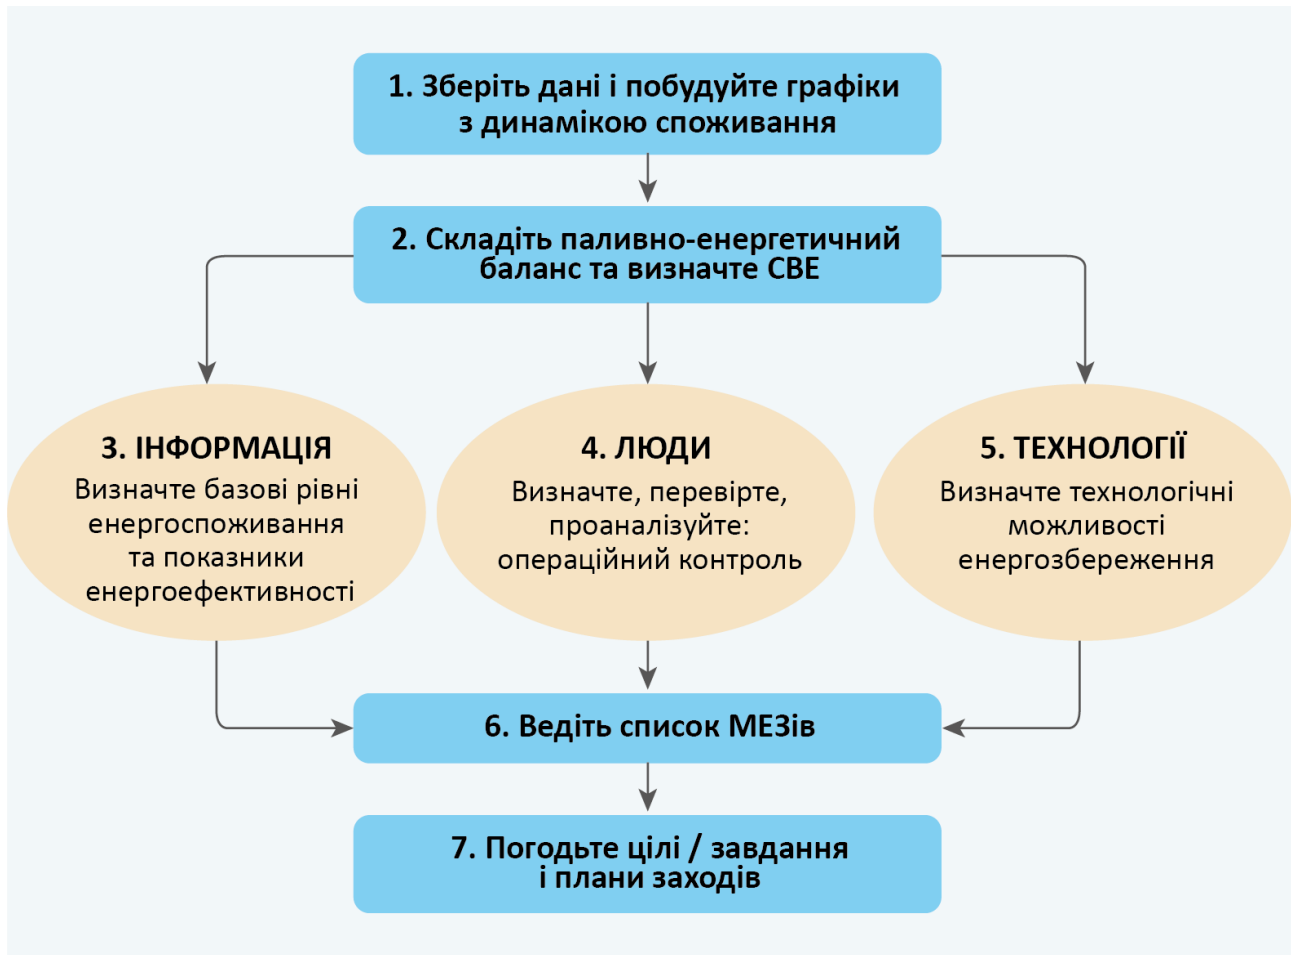 1. Зберіть дані і побудуйте графіки
з динамікою споживання
2. Складіть паливно-енергетичний
баланс та визначте СВЕ
3. ІНФОРМАЦІЯ
Визначте базові рівні
енергоспоживання
та показники
енергоефективності
4. ЛЮДИ
Визначте, перевірте,
проаналізуйте:
операційний контроль
5. ТЕХНОЛОГІЇ
Визначте технологічні
можливості
енергозбереження
6. Ведіть список МЕЗів
7. Погодьте цілі / завдання
і плани заходів